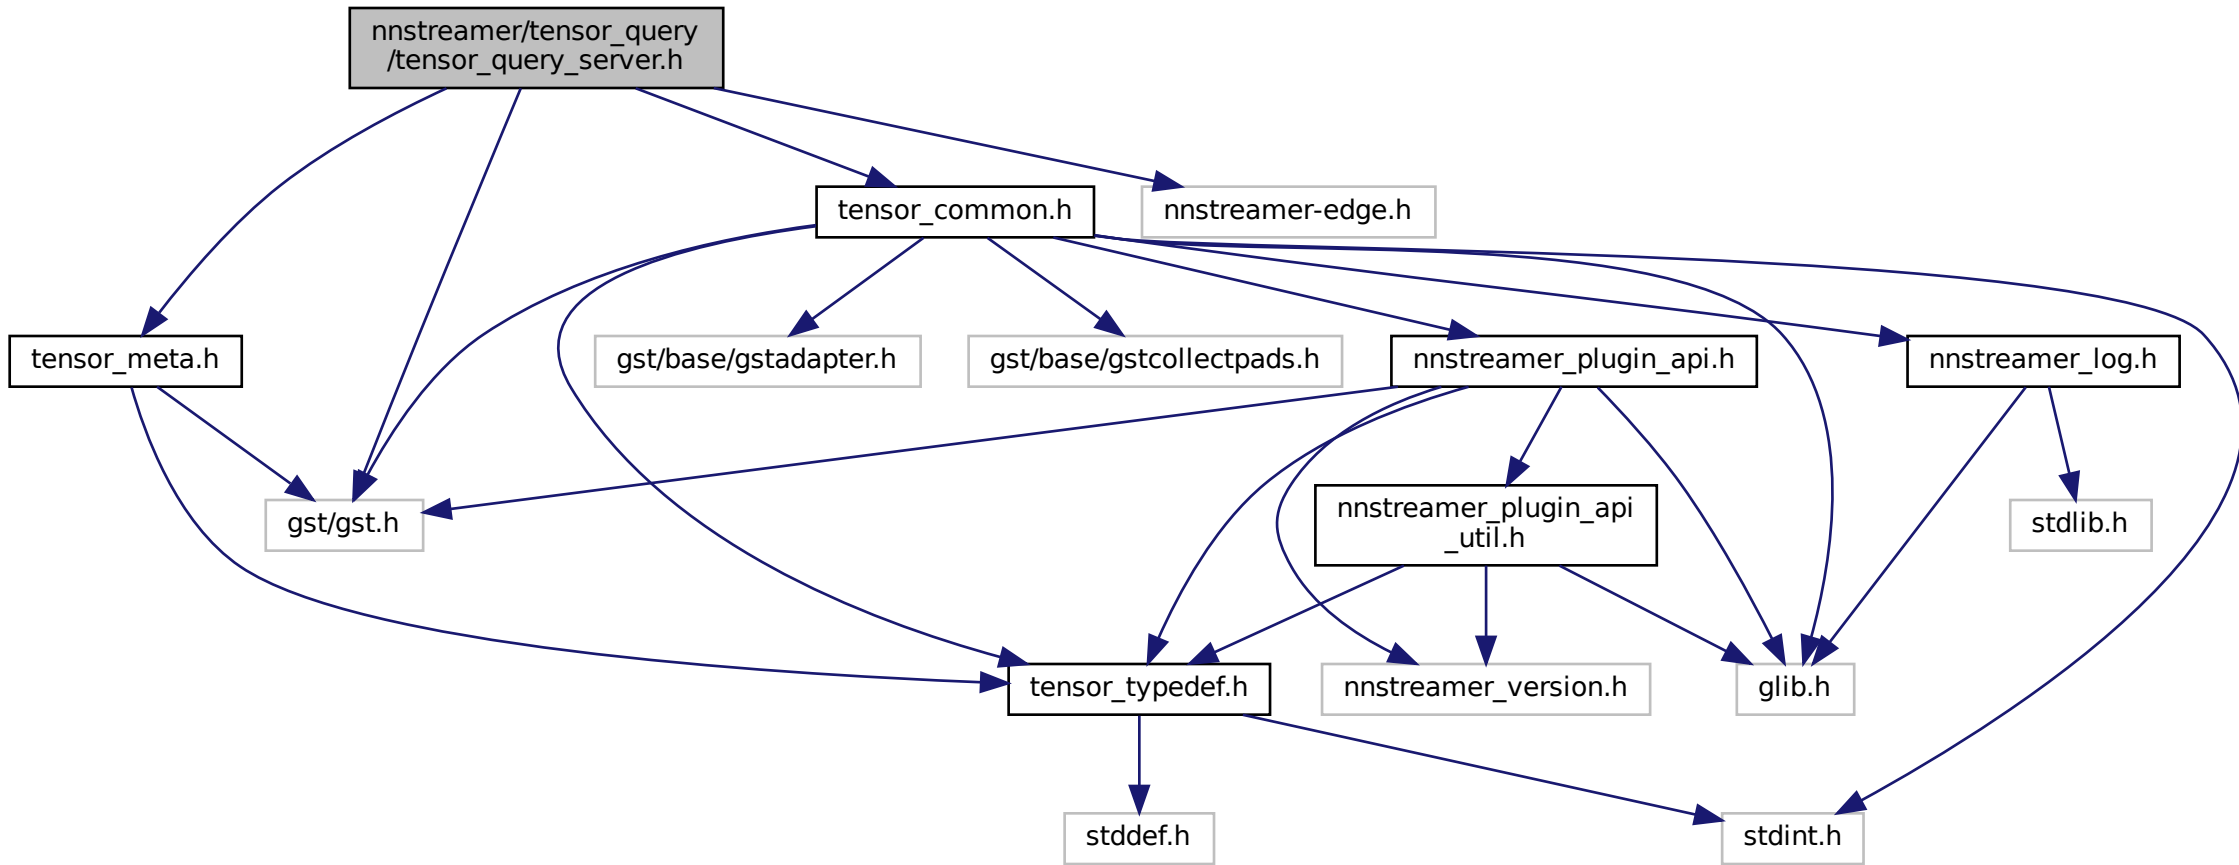 nnstreamer/tensor_query
/tensor_query_server.h
tensor_common.h
nnstreamer-edge.h
tensor_meta.h
gst/base/gstadapter.h
gst/base/gstcollectpads.h
nnstreamer_plugin_api.h
nnstreamer_log.h
gst/gst.h
nnstreamer_plugin_api
_util.h
stdlib.h
tensor_typedef.h
nnstreamer_version.h
glib.h
stddef.h
stdint.h